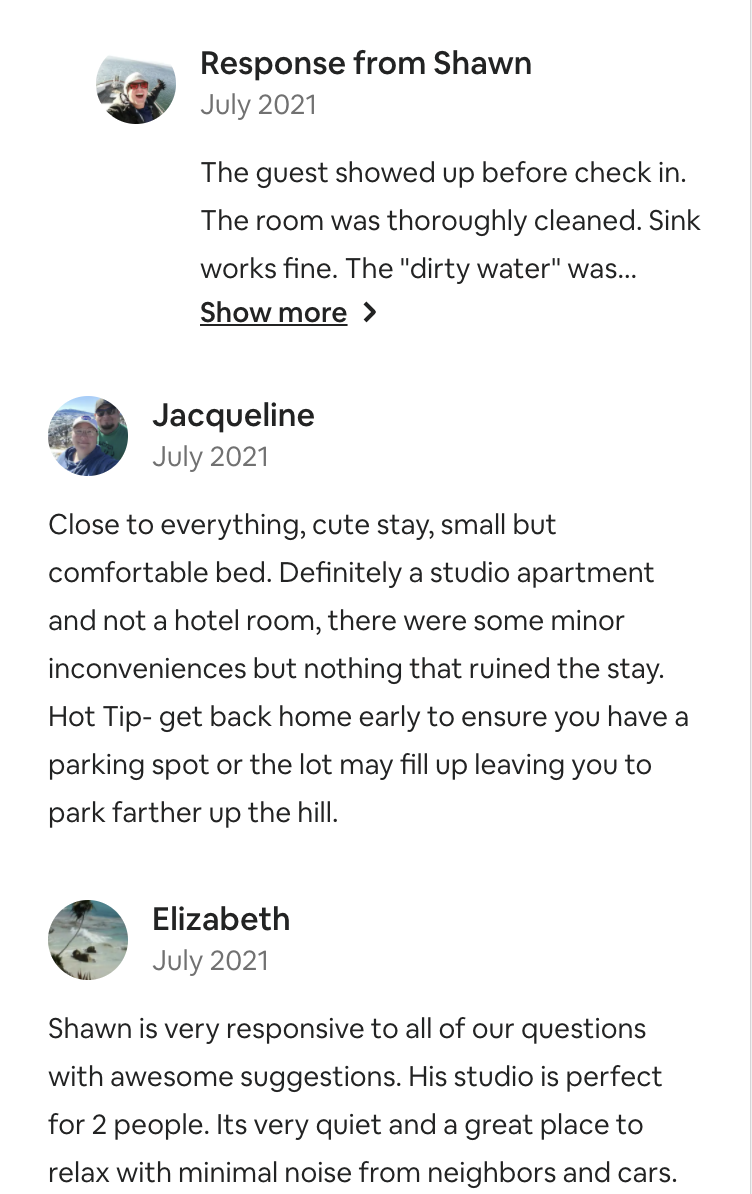 Response from Shawn
July 2021
The guest showed up before check in.
The room was thoroughly cleaned. Sink
works fine. The "dirty water" was...
Show more
Jacqueline
July 2021
Close to everything, cute stay, small but
comfortable bed. Definitely a studio apartment
and not a hotel room, there were some minor
inconveniences but nothing that ruined the stay.
Hot Tip- get back home early to ensure you have a
parking spot or the lot may fill up leaving you to
park farther up the hill.
Elizabeth
July 2021
Shawn is very responsive to all of our questions
with awesome suggestions. His studio is perfect
for 2 people. Its very quiet and a great place to
relax with minimal noise from neighbors and cars.